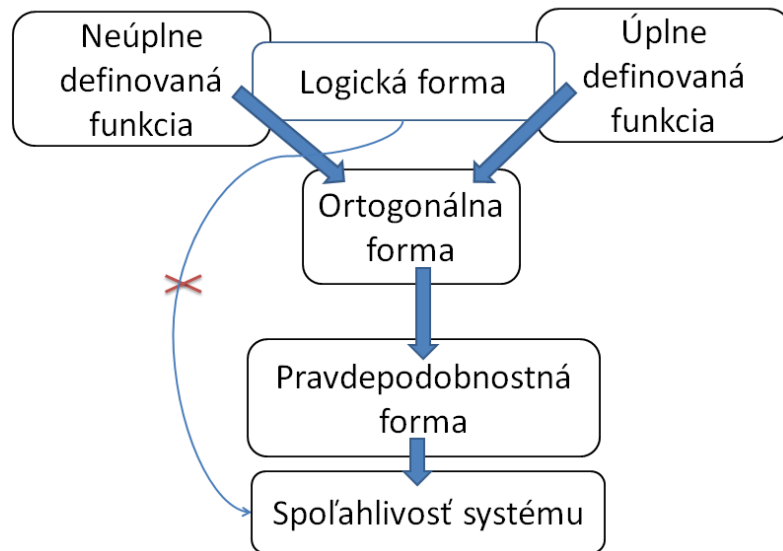 Neúplne
definovaná
funkcia
Logická forma
Úplne
definovaná
funkcia
Ortogonálna
forma
Pravdepodobnostná
forma
Spoľahlivosť systému